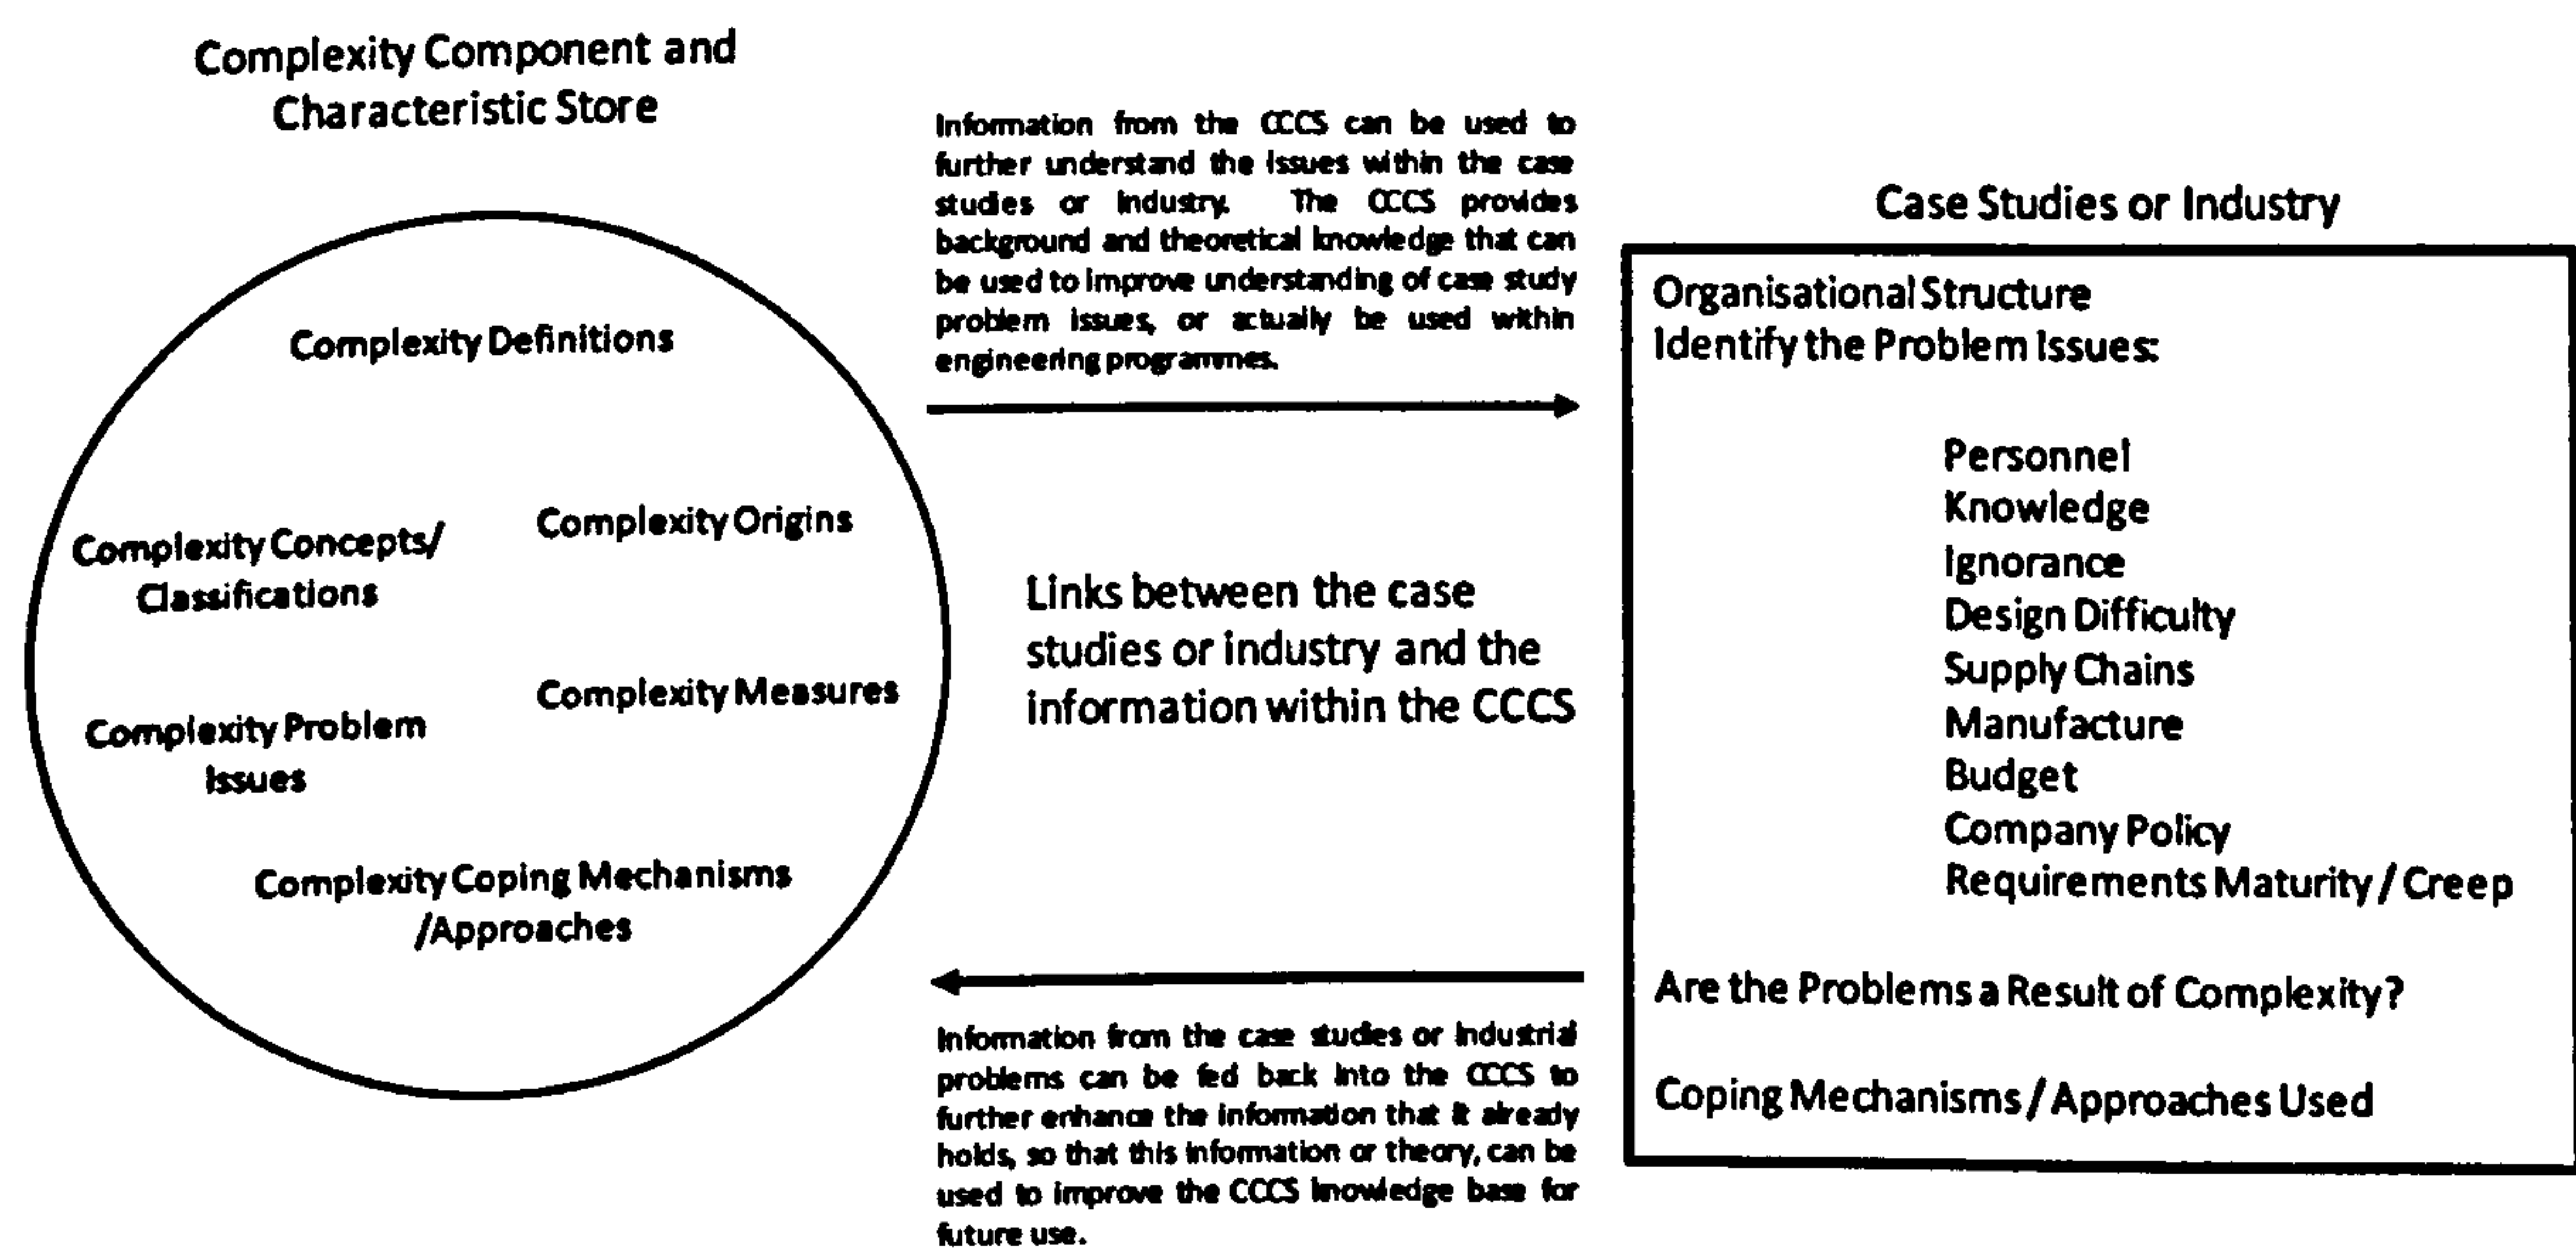 Complexity Component and
Characteristic Store
Complexity Definitions
Complexity Concepts/
Classifications
Complexity Origins
Complexity Measures
Complexity Problem
Issues
Complexity Coping Mechanisms
/Approaches
Information from the CCCS can be used to
further understand the issues within the case
studies or industry. The CCCS provides
background and theoretical knowledge that can
be used to improve understanding of case study
problem issues, or actually be used within
engineering programmes.
Links between the case
studies or industry and the
information within the CCCS
Information from the case studies or industrial
problems can be fed back into the CCCS to
further enhance the information that it already
holds, so that this information or theory, can be
used to improve the CCCS knowledge base for
future use.
Case Studies or Industry
Organisational Structure
Identify the Problem Issues:
Personnel
Knowledge
Ignorance
Design Difficulty
Supply Chains
Manufacture
Budget
Company Policy
Requirements Maturity / Creep
Are the Problems a Result of Complexity?
Coping Mechanisms / Approaches Used